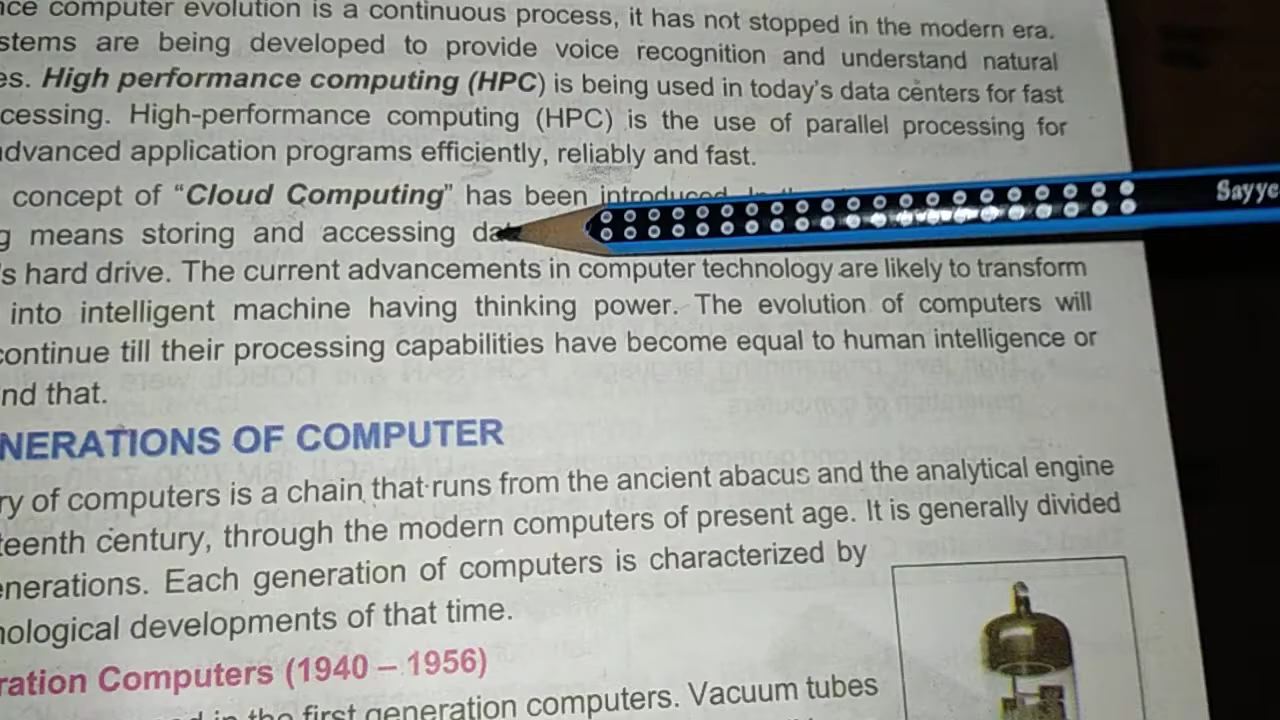 nce computer evolution is a continuous process, it has not stopped in the modern era.
stems are being developed to provide voice recognition and understand natural
es. High performance computing (HPC) is being used in today's data centers for fast
cessing. High-performance computing (HPC) is the use of parallel processing for
advanced application programs efficiently, reliably and fast.
concept of "Cloud Computing" has been introduced. In
g means storing and accessing da
's hard drive. The current advancements in computer technology are likely to transform
into intelligent machine having thinking power. The evolution of computers will
continue till their processing capabilities have become equal to human intelligence or
nd that.
NERATIONS OF COMPUTER
ry of computers is a chain that runs from the ancient abacus and the analytical engine
teenth century, through the modern computers of present age. It is generally divided
enerations. Each generation of computers is characterized by
nological developments of that time.
ration Computers (1940 – 1956)
in the first generation computers. Vacuum tubes
Sayye